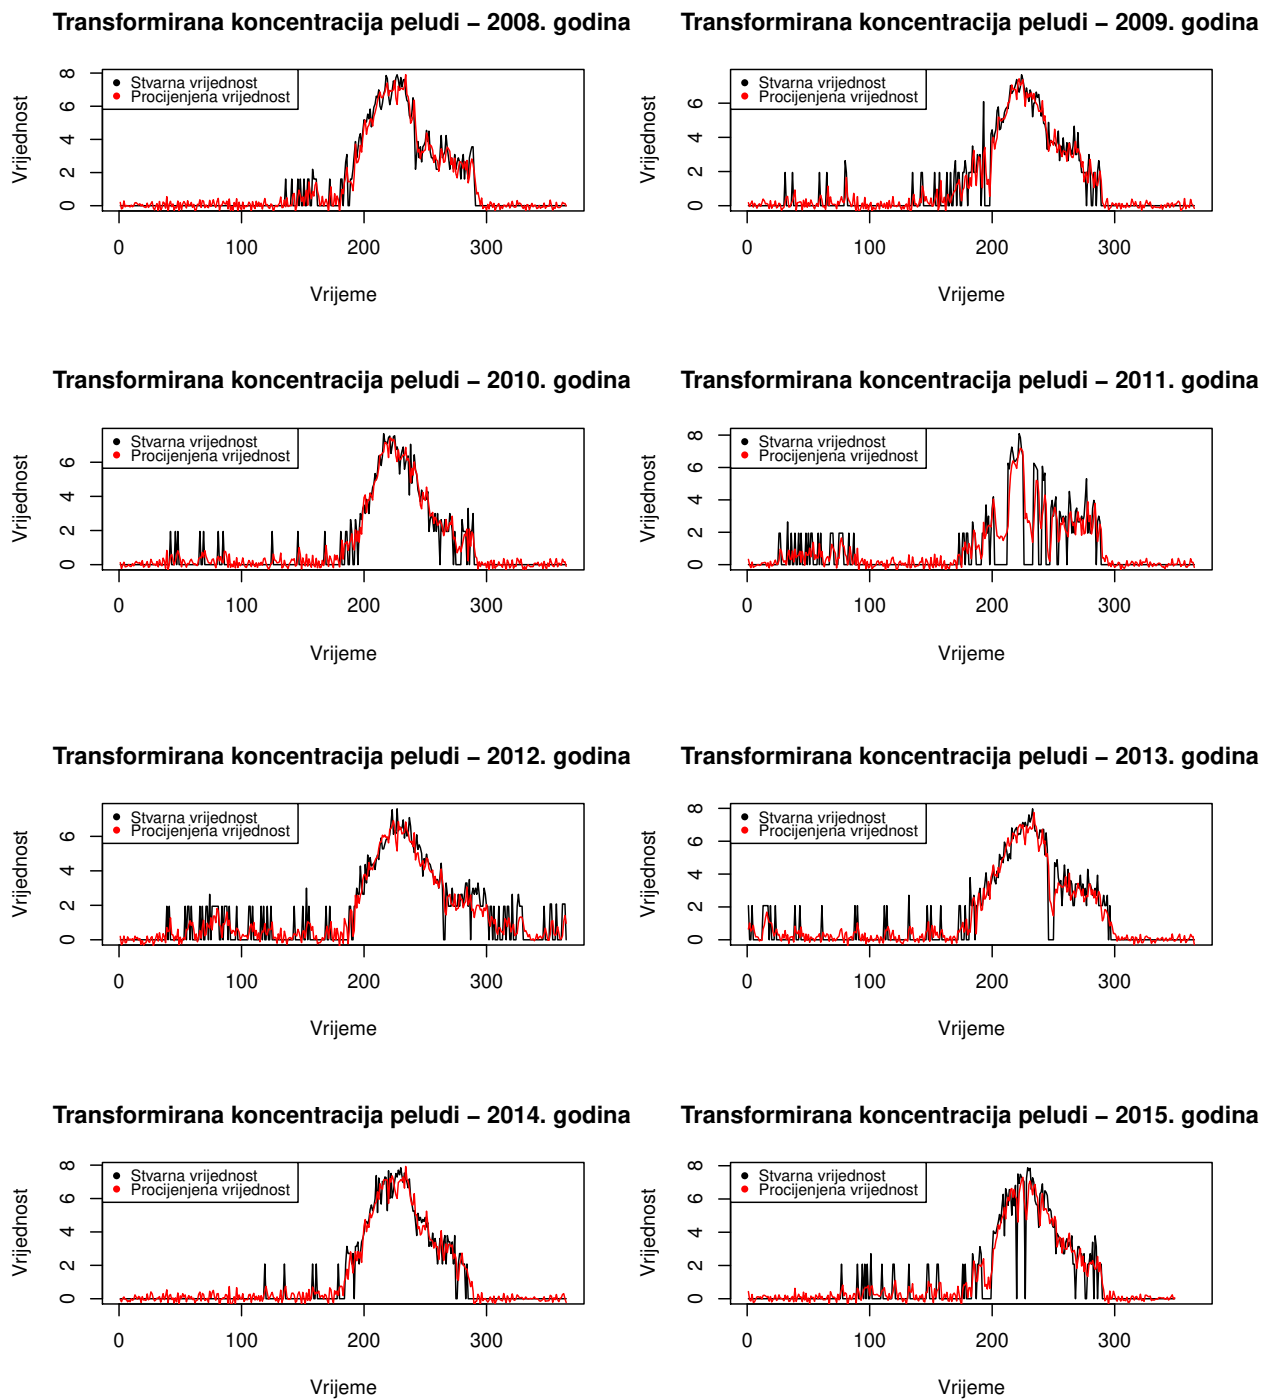 Transformirana koncentracija peludi – 2008. godina
Vrijednost
8
6
4
2
0
Stvarna vrijednost
Procijenjena vrijednost
0 100 200 300
Vrijeme
Transformirana koncentracija peludi – 2009. godina
Vrijednost
6
4
2
0
Stvarna vrijednost
Procijenjena vrijednost
0 100 200 300
Vrijeme
Transformirana koncentracija peludi – 2010. godina
Vrijednost
6
4
2
0
Stvarna vrijednost
Procijenjena vrijednost
0 100 200 300
Vrijeme
Transformirana koncentracija peludi – 2011. godina
Vrijednost
8
6
4
2
0
Stvarna vrijednost
Procijenjena vrijednost
0 100 200 300
Vrijeme
Transformirana koncentracija peludi – 2012. godina
Vrijednost
6
4
2
0
Stvarna vrijednost
Procijenjena vrijednost
0 100 200 300
Vrijeme
Transformirana koncentracija peludi – 2013. godina
Vrijednost
8
6
4
2
0
Stvarna vrijednost
Procijenjena vrijednost
0 100 200 300
Vrijeme
Transformirana koncentracija peludi – 2014. godina
Vrijednost
8
6
4
2
0
Stvarna vrijednost
Procijenjena vrijednost
0 100 200 300
Vrijeme
Transformirana koncentracija peludi – 2015. godina
Vrijednost
8
6
4
2
0
Stvarna vrijednost
Procijenjena vrijednost
0 100 200 300
Vrijeme